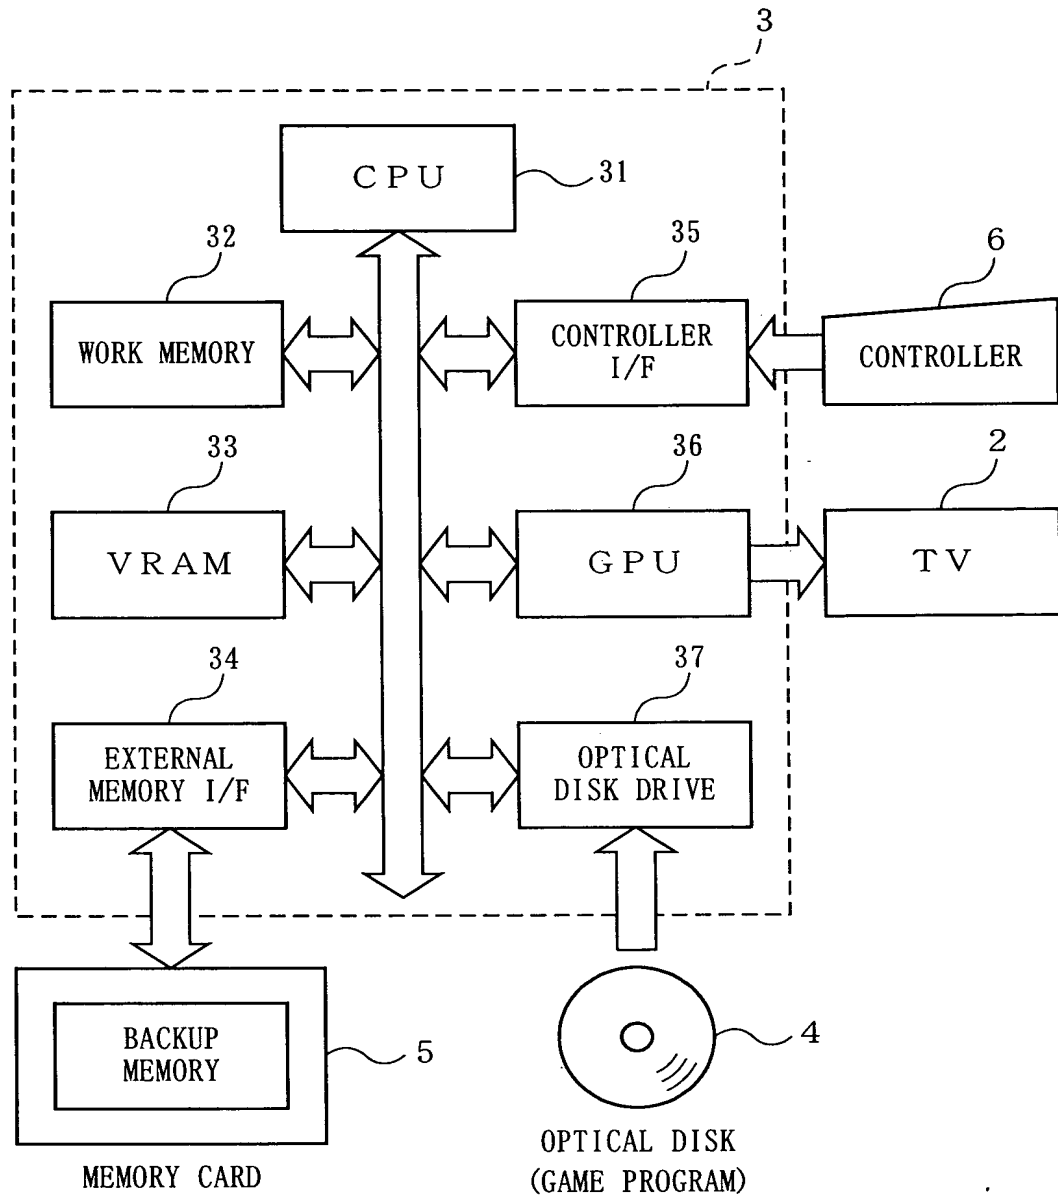 3
CPU
31
32
35
6
WORK MEMORY
CONTROLLER
I/F
CONTROLLER
33
36
2
VRAM
GPU
TV
34
37
EXTERNAL
MEMORY I/F
OPTICAL
DISK DRIVE
BACKUP
MEMORY
5
4
MEMORY CARD
OPTICAL DISK
(GAME PROGRAM)